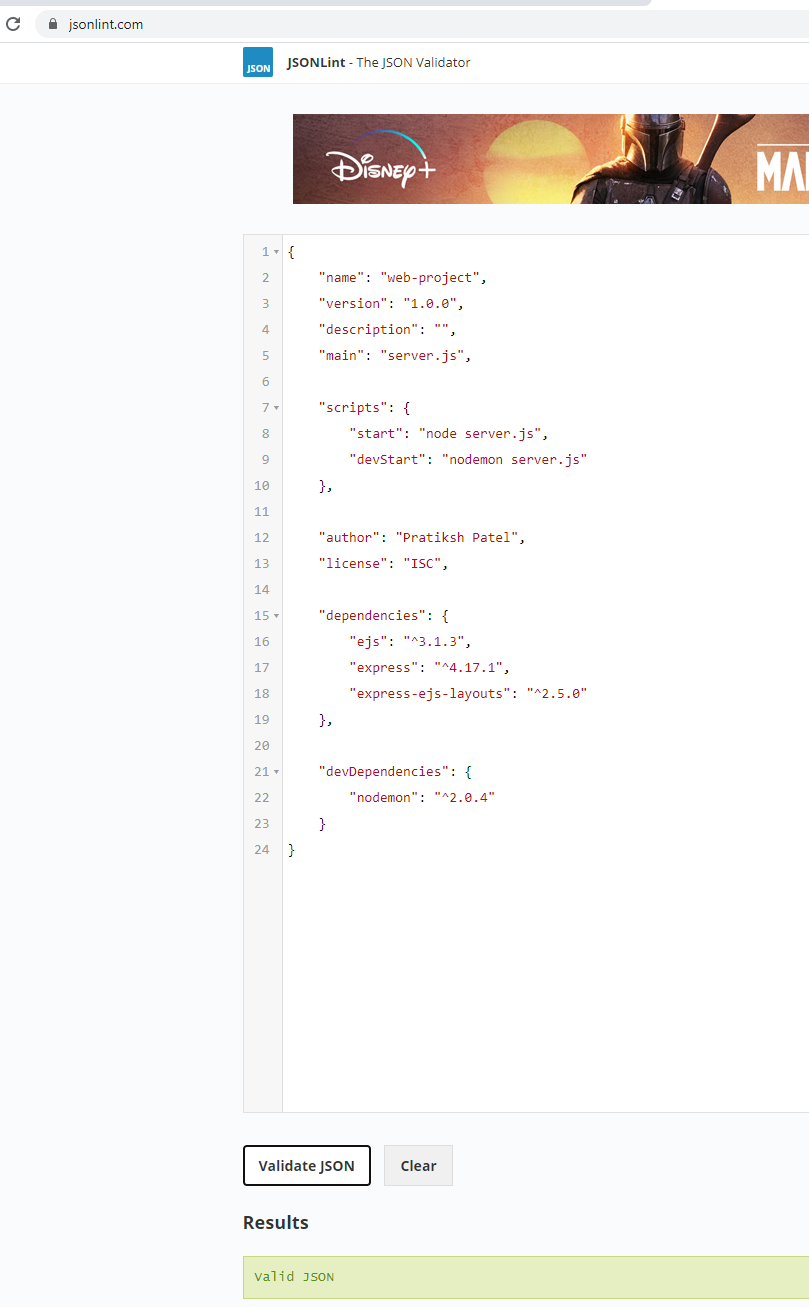 jsonlint.com
JSON JSONLint - The JSON Validator
Disney+
1 {
2 "name": "web-project",
3 "version": "1.0.0",
4 "description": "",
5 "main": "server.js",
6
7 "scripts": {
8 "start": "node server.js",
9 "devStart": "nodemon server.js"
10 },
11
12 "author": "Pratiksh Patel",
13 "license": "ISC",
14
15 "dependencies": {
16 "ejs": "^3.1.3",
17 "express": "^4.17.1",
18 "express-ejs-layouts": "^2.5.0"
19 },
20
21 "devDependencies": {
22 "nodemon": "^2.0.4"
23 }
24 }
Validate JSON Clear
Results
Valid JSON